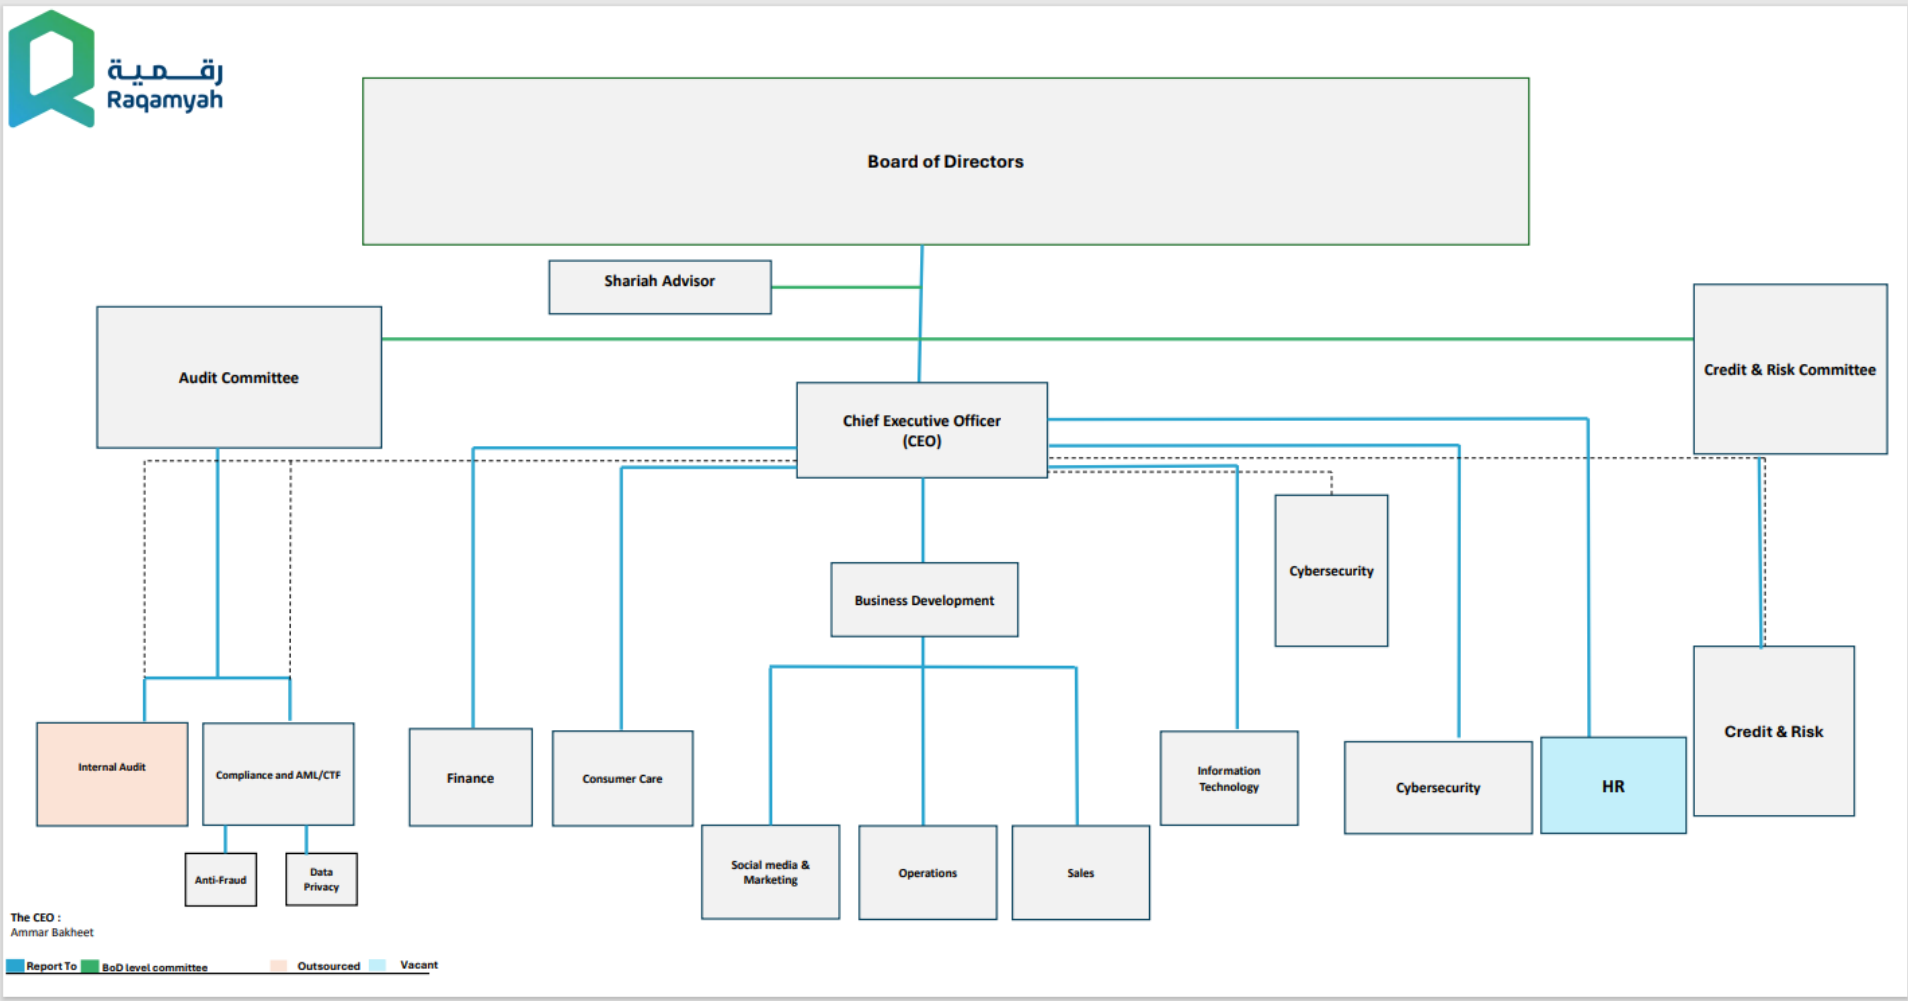 رقـــمـيـة
Raqamyah
Board of Directors
Shariah Advisor
Audit Committee
Credit & Risk Committee
Chief Executive Officer
(CEO)
Cybersecurity
Business Development
Internal Audit
Compliance and AML/CTF
Finance
Consumer Care
Information
Technology
Cybersecurity
HR
Credit & Risk
Social media &
Marketing
Operations
Sales
Anti-Fraud
Data
Privacy
The CEO :
Ammar Bakheet
Report To
BoD level committee
Outsourced
Vacant